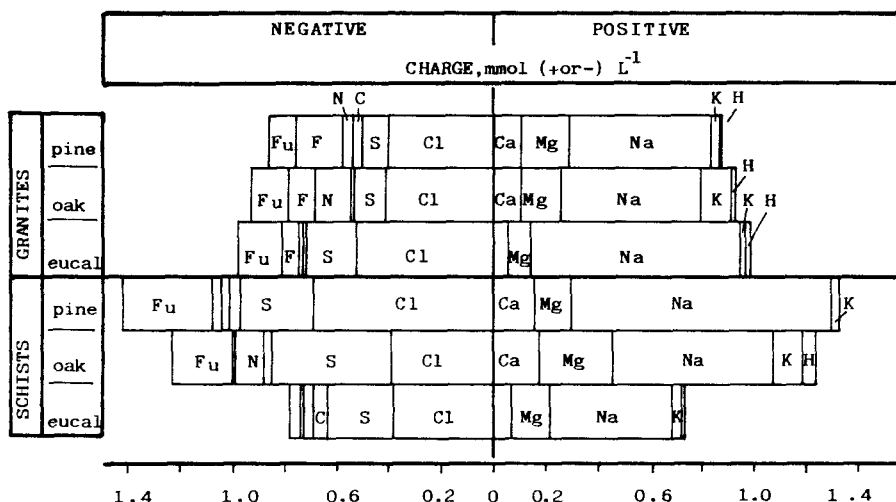 NEGATIVE POSITIVE
CHARGE,mmol (+or-) L⁻¹
GRANITES
N C K H
pine Fu F S Cl Ca Mg Na
H
oak Fu F N S Cl Ca Mg Na K
K H
eucal Fu F S Cl Mg Na
SCHISTS
pine Fu S Cl Ca Mg Na K
oak Fu N S Cl Ca Mg Na K H
eucal C S Cl Mg Na K
1.4 1.0 0.6 0.2 0 0.2 0.6 1.0 1.4